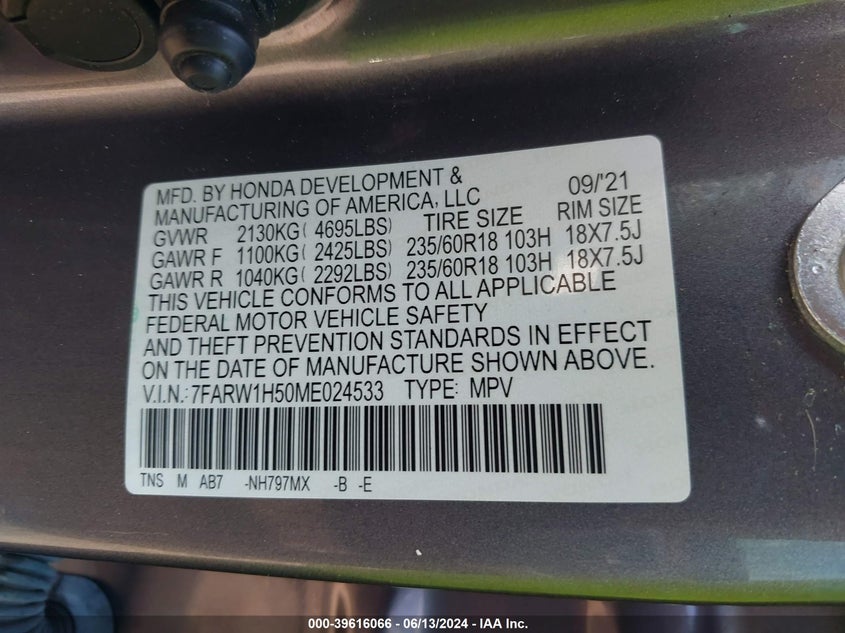 MFD. BY HONDA DEVELOPMENT &
MANUFACTURING OF AMERICA, LLC 09/'21
GVWR 2130KG( 4695LBS) TIRE SIZE RIM SIZE
GAWR F 1100KG( 2425LBS) 235/60R18 103H 18X7.5J
GAWR R 1040KG( 2292LBS) 235/60R18 103H 18X7.5J
THIS VEHICLE CONFORMS TO ALL APPLICABLE
FEDERAL MOTOR VEHICLE SAFETY
AND THEFT PREVENTION STANDARDS IN EFFECT
ON THE DATE OF MANUFACTURE SHOWN ABOVE.
V.I.N.: 7FARW1H50ME024533 TYPE: MPV
TNS M AB7 -NH797MX -B -E
000-39616066 - 06/13/2024 - IAA Inc.